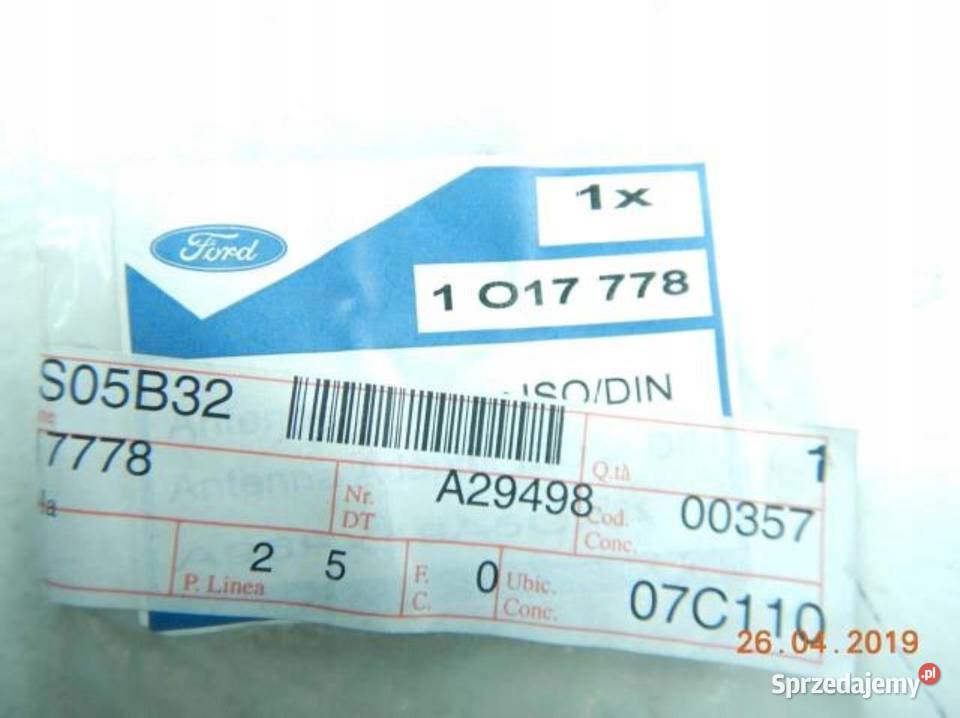 1x
Ford
1 017 778
ISO/DIN
S05B32
1
Q.tà
7778
Nr.
DT
A29498
Cod.
Conc.
00357
2 5
P. Linea
F.
C.
0
Ubic.
Conc.
07C110
26.04.2019
Sprzedajemy.pl